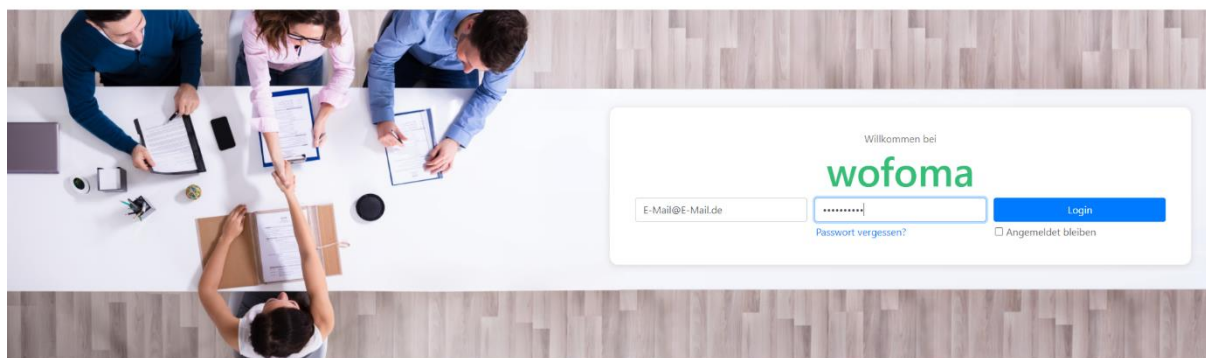 Willkommen bei
wofoma
E-Mail@E-Mail.de
••••••••••
Login
Passwort vergessen?
Angemeldet bleiben